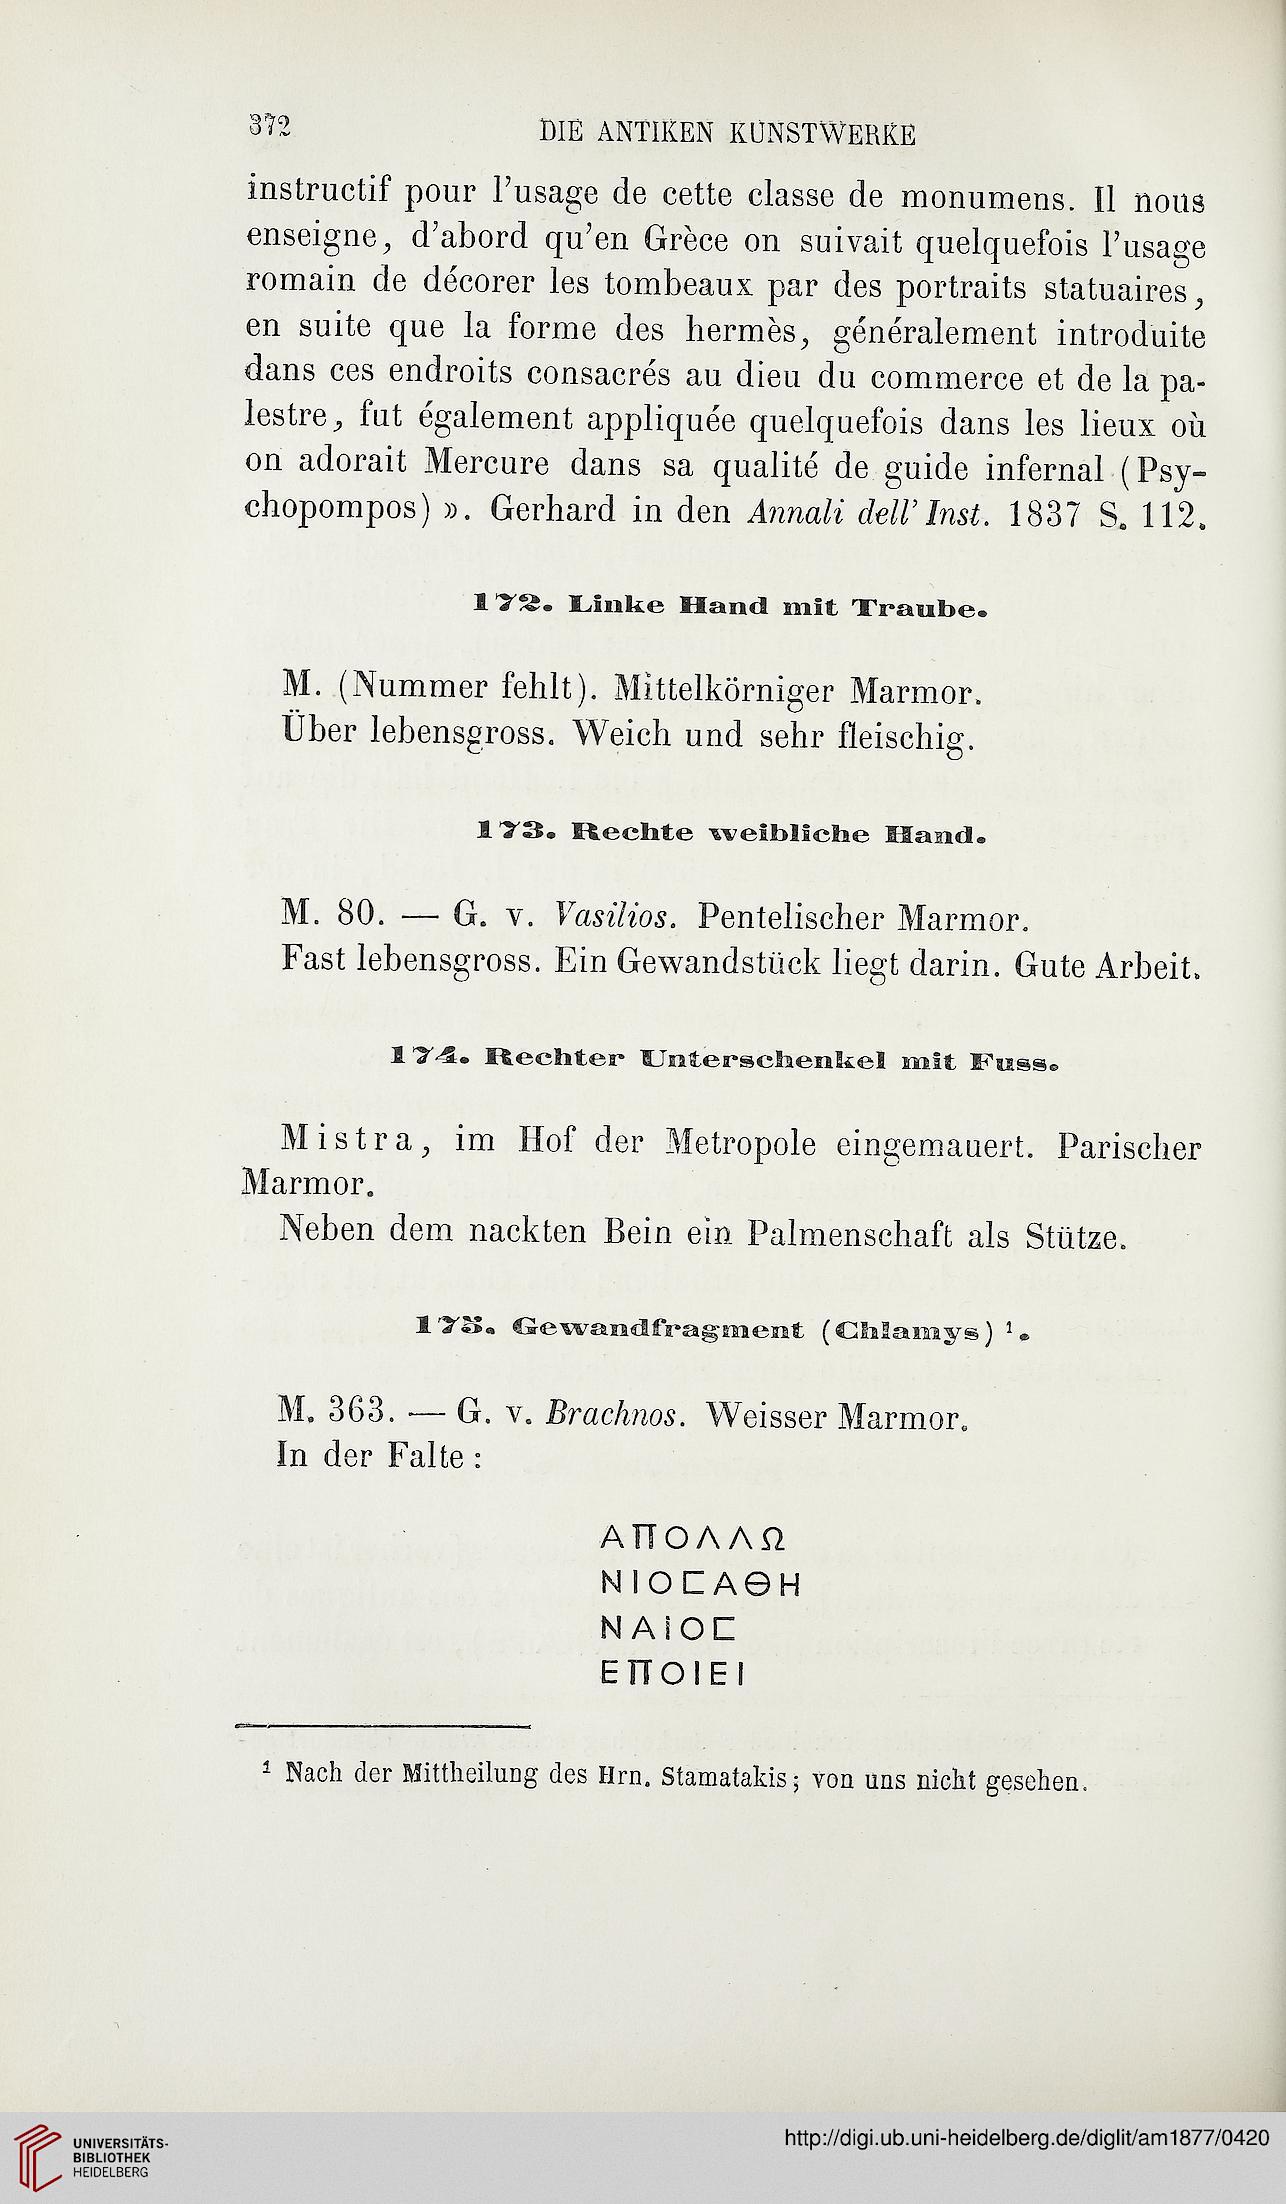 372 DIE ANTIKEN KUNSTWERKE
instructif pour l’usage de cette classe de monumens. Il nous
enseigne, d’abord qu’en Grèce on suivait quelquefois l’usage
romain de décorer les tombeaux par des portraits statuaires,
en suite que la forme des hermès, généralement introduite
dans ces endroits consacrés au dieu du commerce et de la pa-
lestre, fut également appliquée quelquefois dans les lieux où
on adorait Mercure dans sa qualité de guide infernal (Psy-
chopompos) ». Gerhard in den Annali dell’ Inst. 1837 S. 112.
172. Linke Hand mit Traube.
M. (Nummer fehlt). Mittelkörniger Marmor.
Über lebensgross. Weich und sehr fleischig.
173. Rechte weibliche Hand.
M. 80. — G. v. Vasilios. Pentelischer Marmor.
Fast lebensgross. Ein Gewandstück liegt darin. Gute Arbeit.
174. Rechter Unterschenkel mit Fuss.
Mistra, im Hof der Metropole eingemauert. Parischer
Marmor.
Neben dem nackten Bein ein Palmenschaft als Stütze.
175. Gewandfragment (Chlamys) ¹.
M. 363. — G. v. Brachnos. Weisser Marmor.
In der Falte :
ΑΠΟΛΛΩ
ΝΙΟΣΑΘΗ
ΝΑΙΟΣ
ΕΠΟΙΕΙ
¹ Nach der Mittheilung des Hrn. Stamatakis; von uns nicht gesehen.
UNIVERSITÄTS-
BIBLIOTHEK
HEIDELBERG
http://digi.ub.uni-heidelberg.de/diglit/am1877/0420